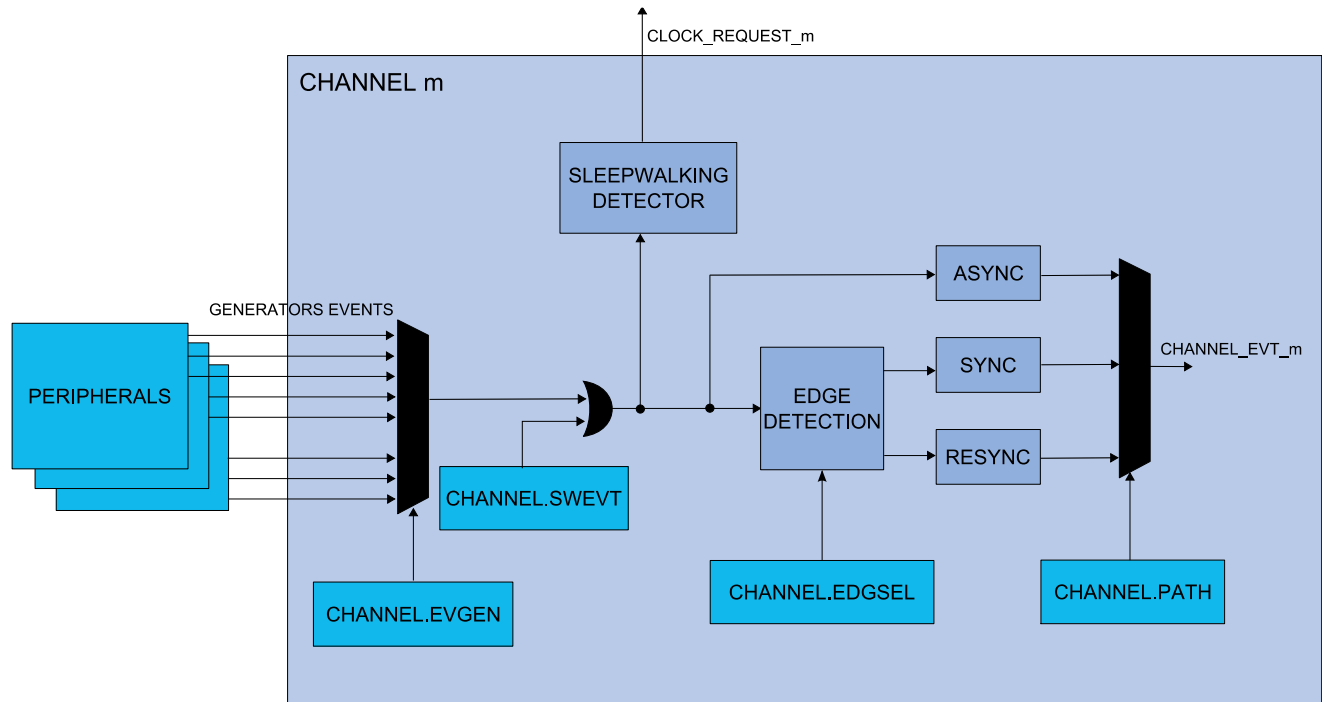 CLOCK_REQUEST_m
CHANNEL m
SLEEPWALKING
DETECTOR
ASYNC
GENERATORS EVENTS
CHANNEL_EVT_m
PERIPHERALS
EDGE
DETECTION
SYNC
RESYNC
CHANNEL.SWEVT
CHANNEL.EVGEN
CHANNEL.EDGSEL
CHANNEL.PATH